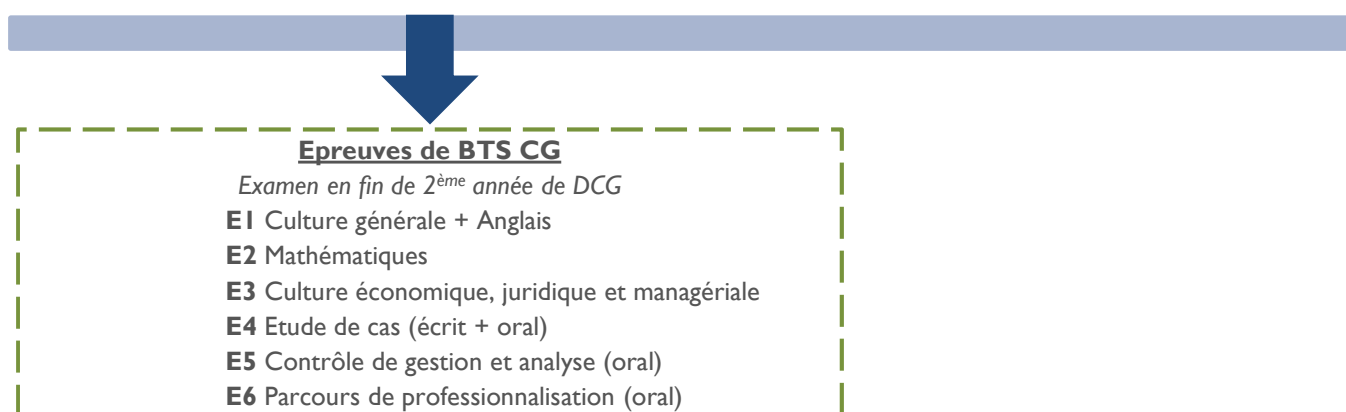 Epreuves de BTS CG
Examen en fin de 2ème année de DCG
E1 Culture générale + Anglais
E2 Mathématiques
E3 Culture économique, juridique et managériale
E4 Etude de cas (écrit + oral)
E5 Contrôle de gestion et analyse (oral)
E6 Parcours de professionnalisation (oral)